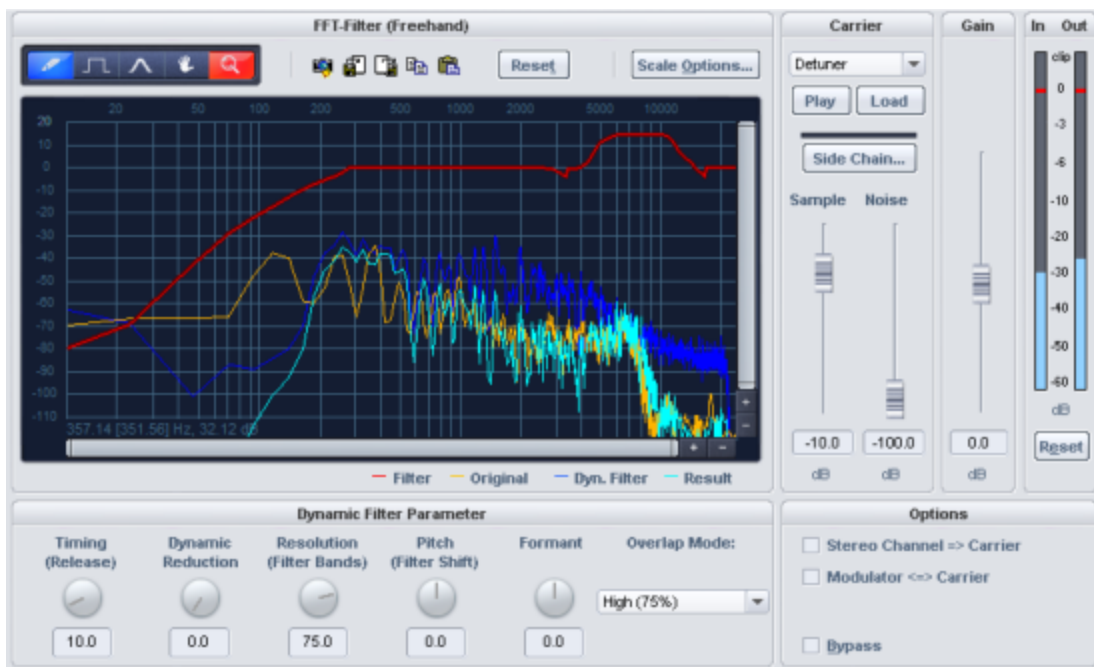 FFT-Filter (Freehand)
Reset
Scale Options...
20 50 100 200 500 1000 2000 5000 10000
20
10
0
-10
-20
-30
-40
-50
-60
-70
-80
-90
-100
-110
357.14 [351.56] Hz, 32.12 dB
Filter Original Dyn. Filter Result
Carrier
Detuner
Play Load
Side Chain...
Sample Noise
-10.0 -100.0
dB dB
Gain
0.0
dB
In Out
clip
0
-3
-6
-10
-20
-30
-40
-50
-60
dB
Reset
Dynamic Filter Parameter
Timing (Release)
10.0
Dynamic Reduction
0.0
Resolution (Filter Bands)
75.0
Pitch (Filter Shift)
0.0
Formant
0.0
Overlap Mode:
High (75%)
Options
Stereo Channel => Carrier
Modulator <=> Carrier
Bypass